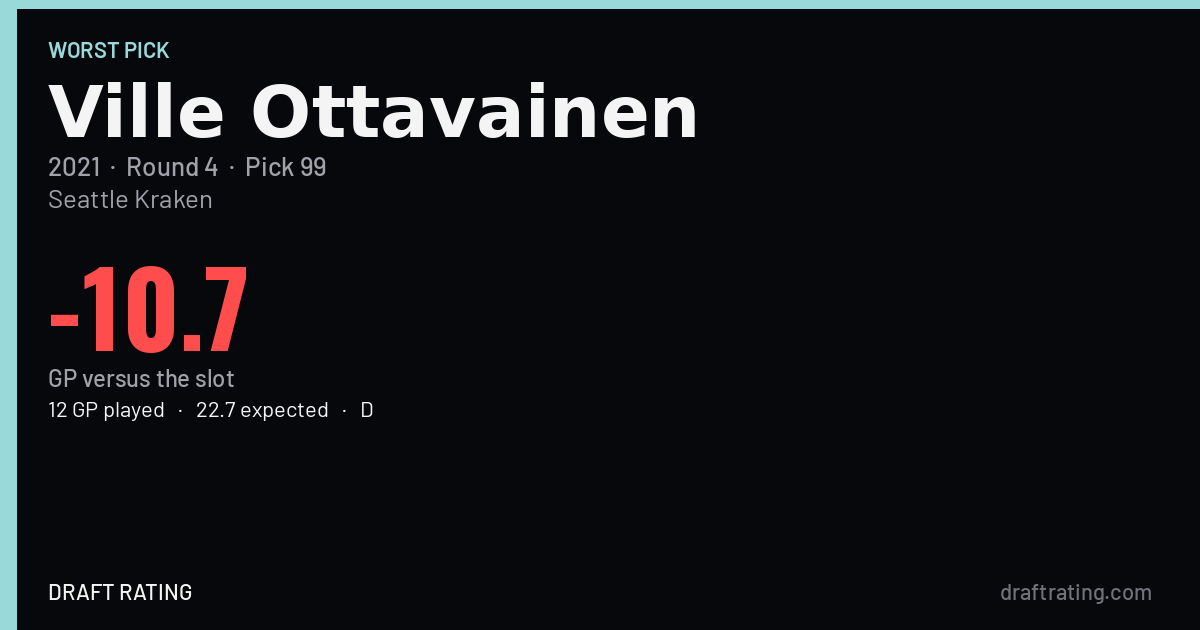 WORST PICK
Ville Ottavainen
2021 · Round 4 · Pick 99
Seattle Kraken
-10.7
GP versus the slot
12 GP played · 22.7 expected · D
DRAFT RATING
draftrating.com